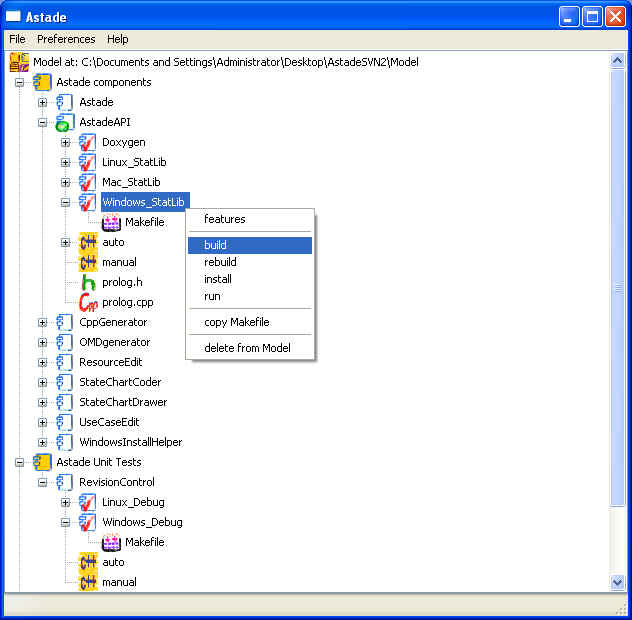 Astade
File Preferences Help
Model at: C:\Documents and Settings\Administrator\Desktop\AstadeSVN2\Model
Astade components
Astade
AstadeAPI
Doxygen
Linux_StatLib
Mac_StatLib
Windows_StatLib
Makefile
auto
manual
prolog.h
prolog.cpp
features
build
rebuild
install
run
copy Makefile
delete from Model
CppGenerator
OMDgenerator
ResourceEdit
StateChartCoder
StateChartDrawer
UseCaseEdit
WindowsInstallHelper
Astade Unit Tests
RevisionControl
Linux_Debug
Windows_Debug
Makefile
auto
manual